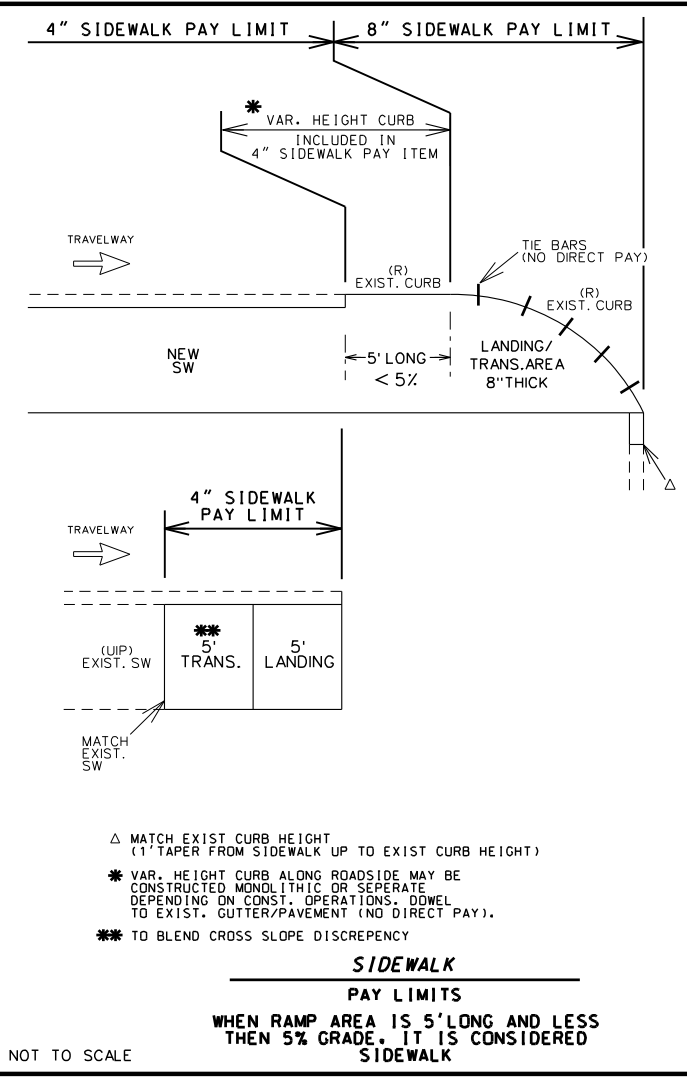 4" SIDEWALK PAY LIMIT
8" SIDEWALK PAY LIMIT
✱ VAR. HEIGHT CURB
INCLUDED IN
4" SIDEWALK PAY ITEM
TRAVELWAY
TIE BARS
(NO DIRECT PAY)
(R)
EXIST. CURB
(R)
EXIST. CURB
NEW
SW
5' LONG
< 5%
LANDING/
TRANS.AREA
8"THICK
Δ
4" SIDEWALK
PAY LIMIT
TRAVELWAY
(UIP)
EXIST. SW
✱✱
5'
TRANS.
5'
LANDING
MATCH
EXIST.
SW
Δ MATCH EXIST CURB HEIGHT
(1'TAPER FROM SIDEWALK UP TO EXIST CURB HEIGHT)
✱ VAR. HEIGHT CURB ALONG ROADSIDE MAY BE
CONSTRUCTED MONOLITHIC OR SEPERATE
DEPENDING ON CONST. OPERATIONS. DOWEL
TO EXIST. GUTTER/PAVEMENT (NO DIRECT PAY).
✱✱ TO BLEND CROSS SLOPE DISCREPENCY
SIDEWALK
PAY LIMITS
WHEN RAMP AREA IS 5'LONG AND LESS
THEN 5% GRADE. IT IS CONSIDERED
SIDEWALK
NOT TO SCALE